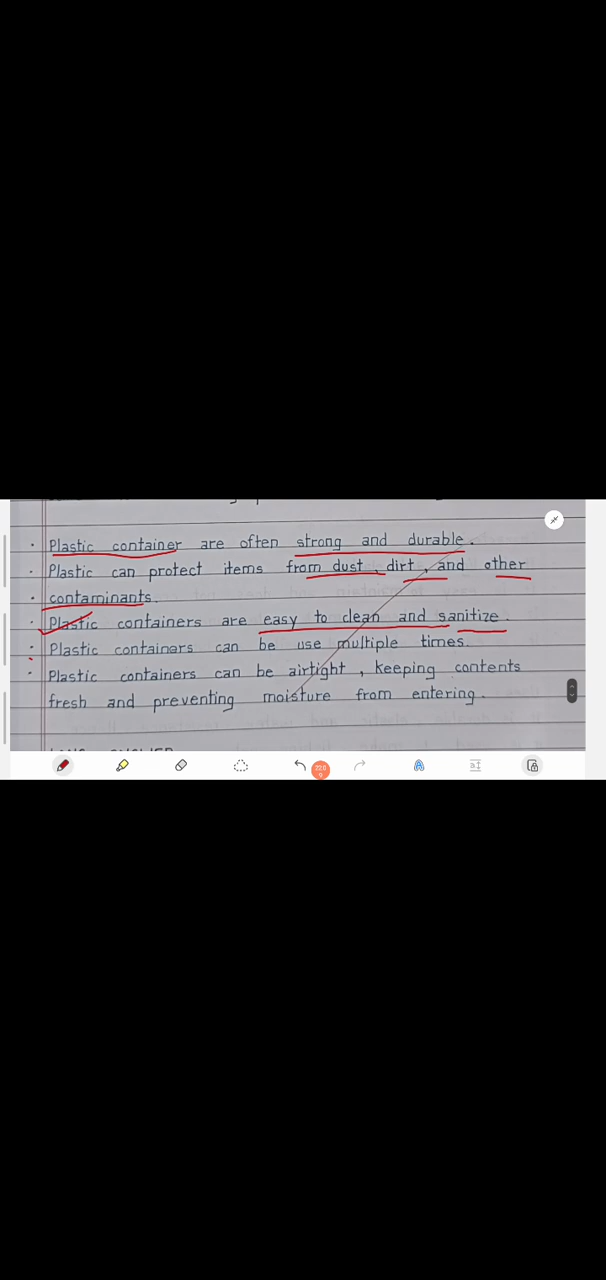 · Plastic container are often strong and durable.
· Plastic can protect items from dust, dirt, and other
· contaminants.
· Plastic containers are easy to clean and sanitize.
· Plastic containers can be use multiple times.
· Plastic containers can be airtight, keeping contents
fresh and preventing moisture from entering.